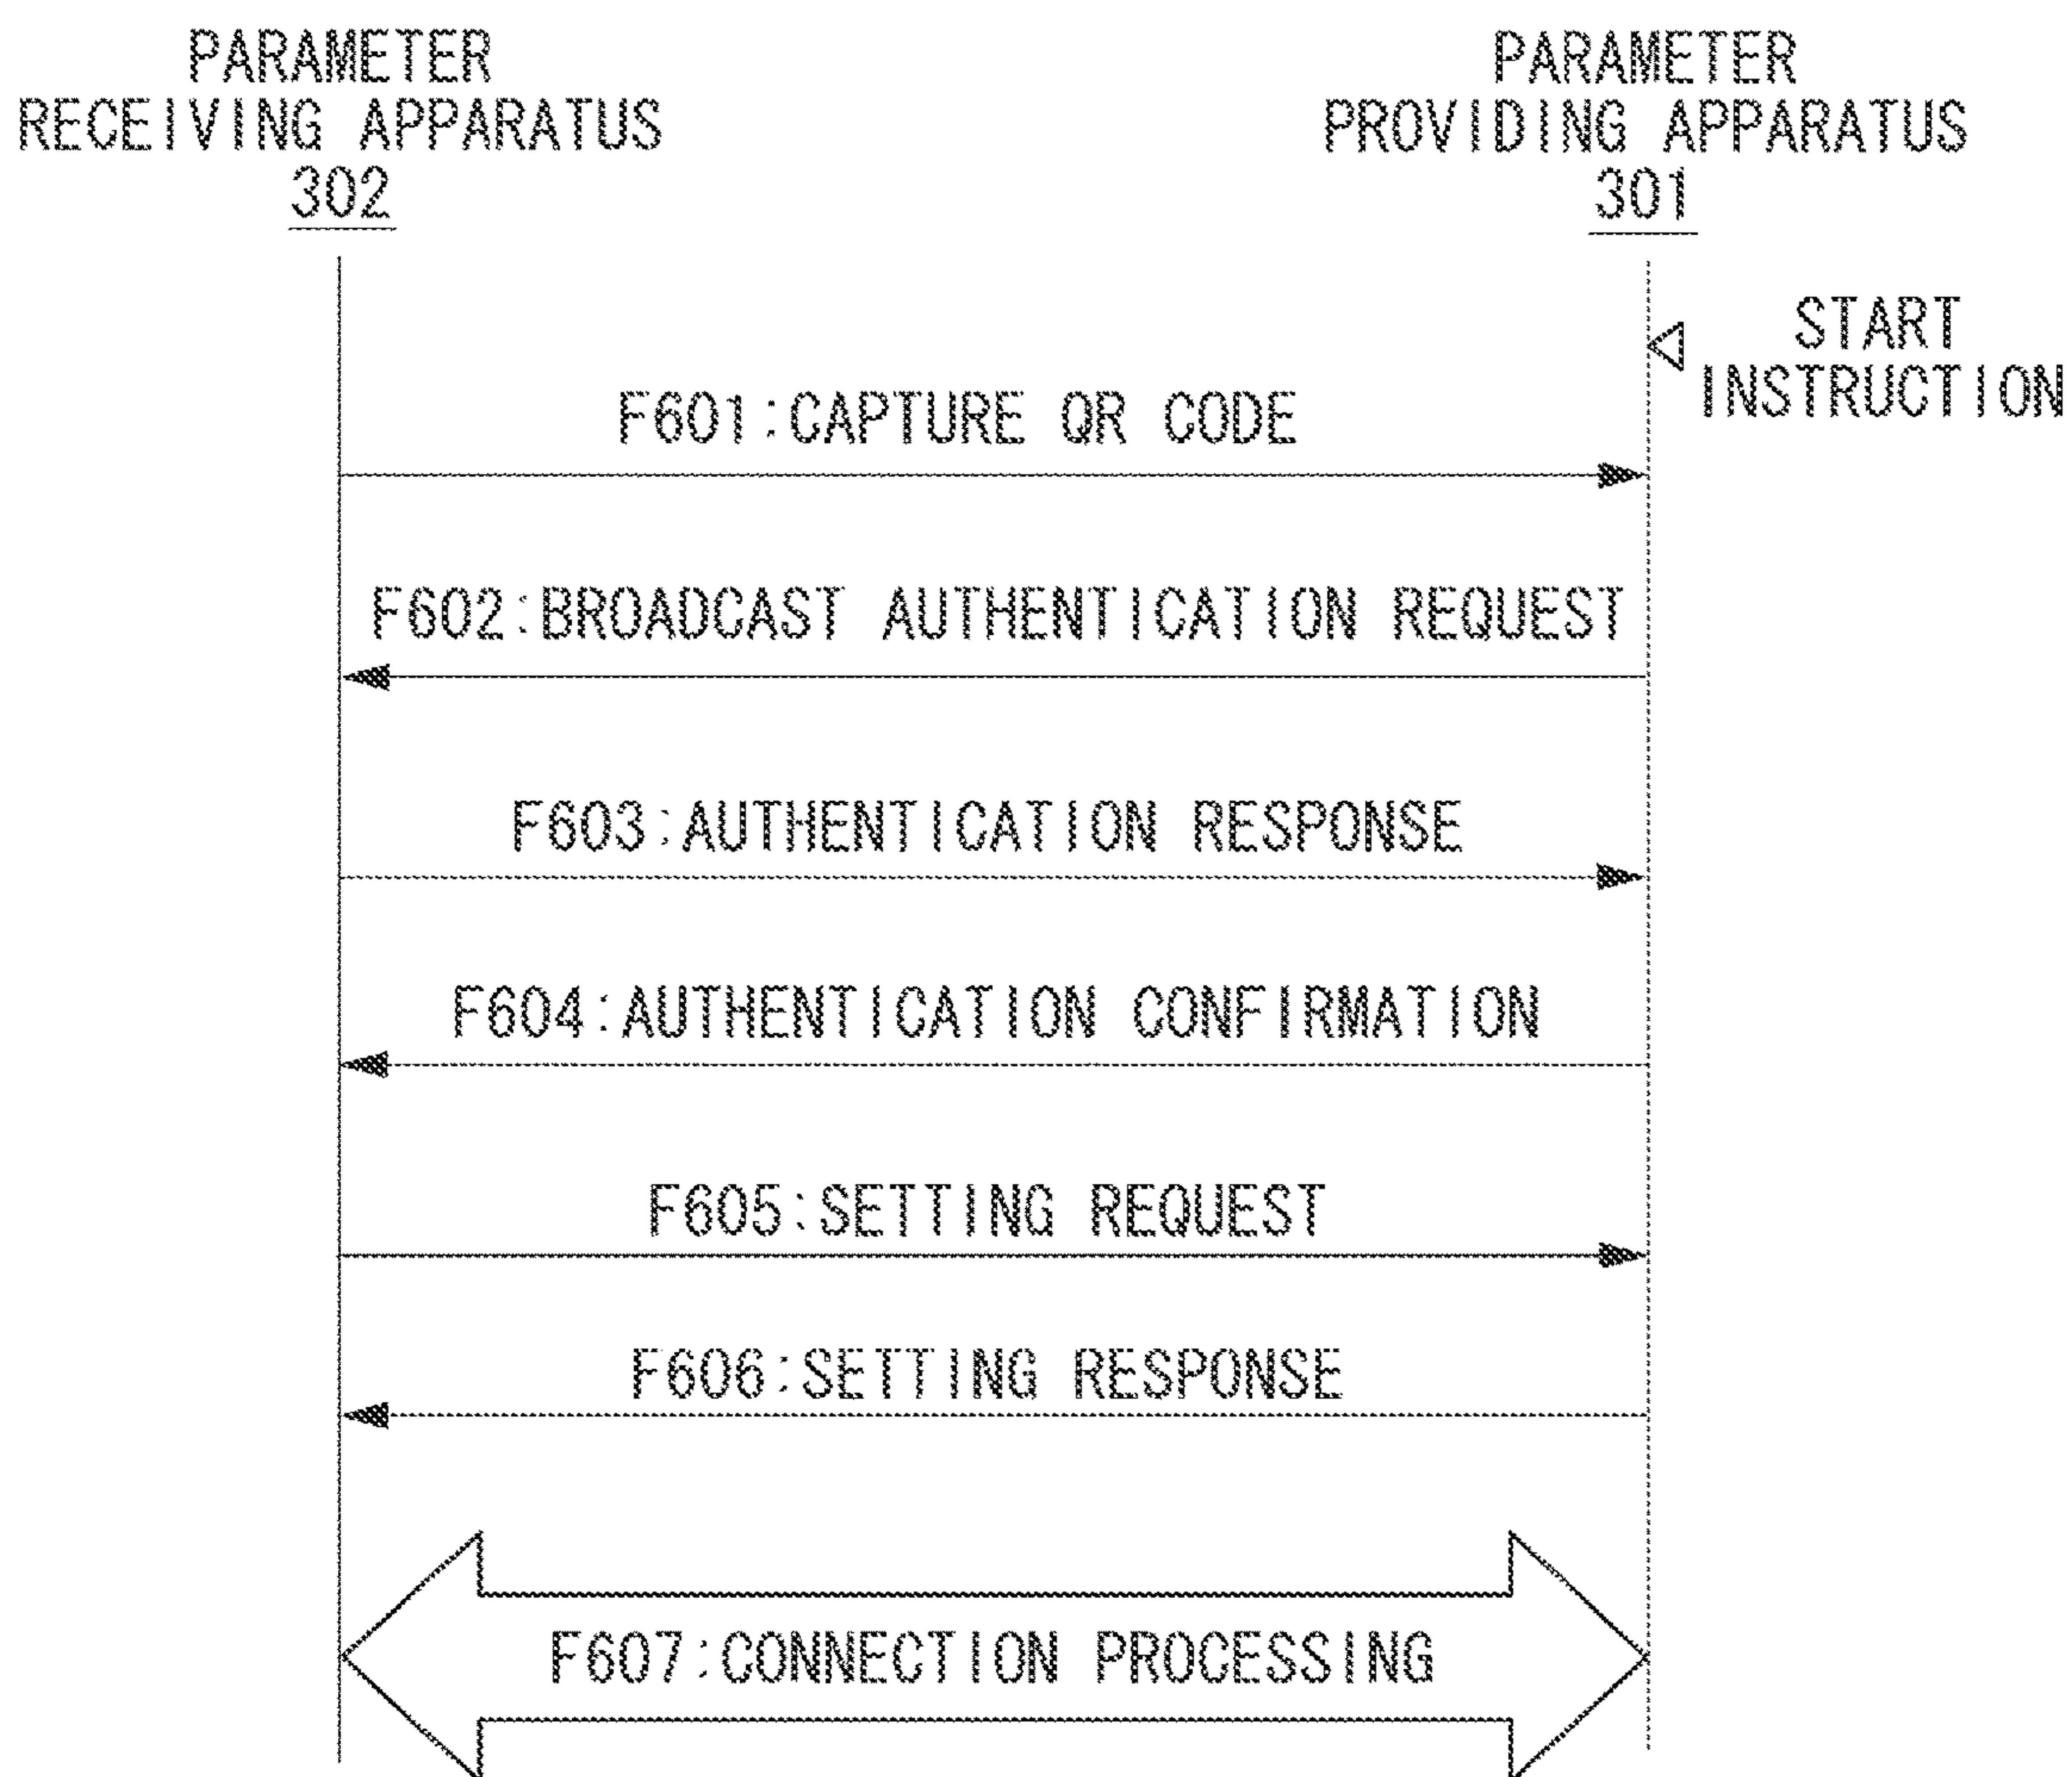 PARAMETER
RECEIVING APPARATUS
302
PARAMETER
PROVIDING APPARATUS
301
START
INSTRUCTION
F601:CAPTURE QR CODE
F602:BROADCAST AUTHENTICATION REQUEST
F603:AUTHENTICATION RESPONSE
F604:AUTHENTICATION CONFIRMATION
F605:SETTING REQUEST
F606:SETTING RESPONSE
F607:CONNECTION PROCESSING